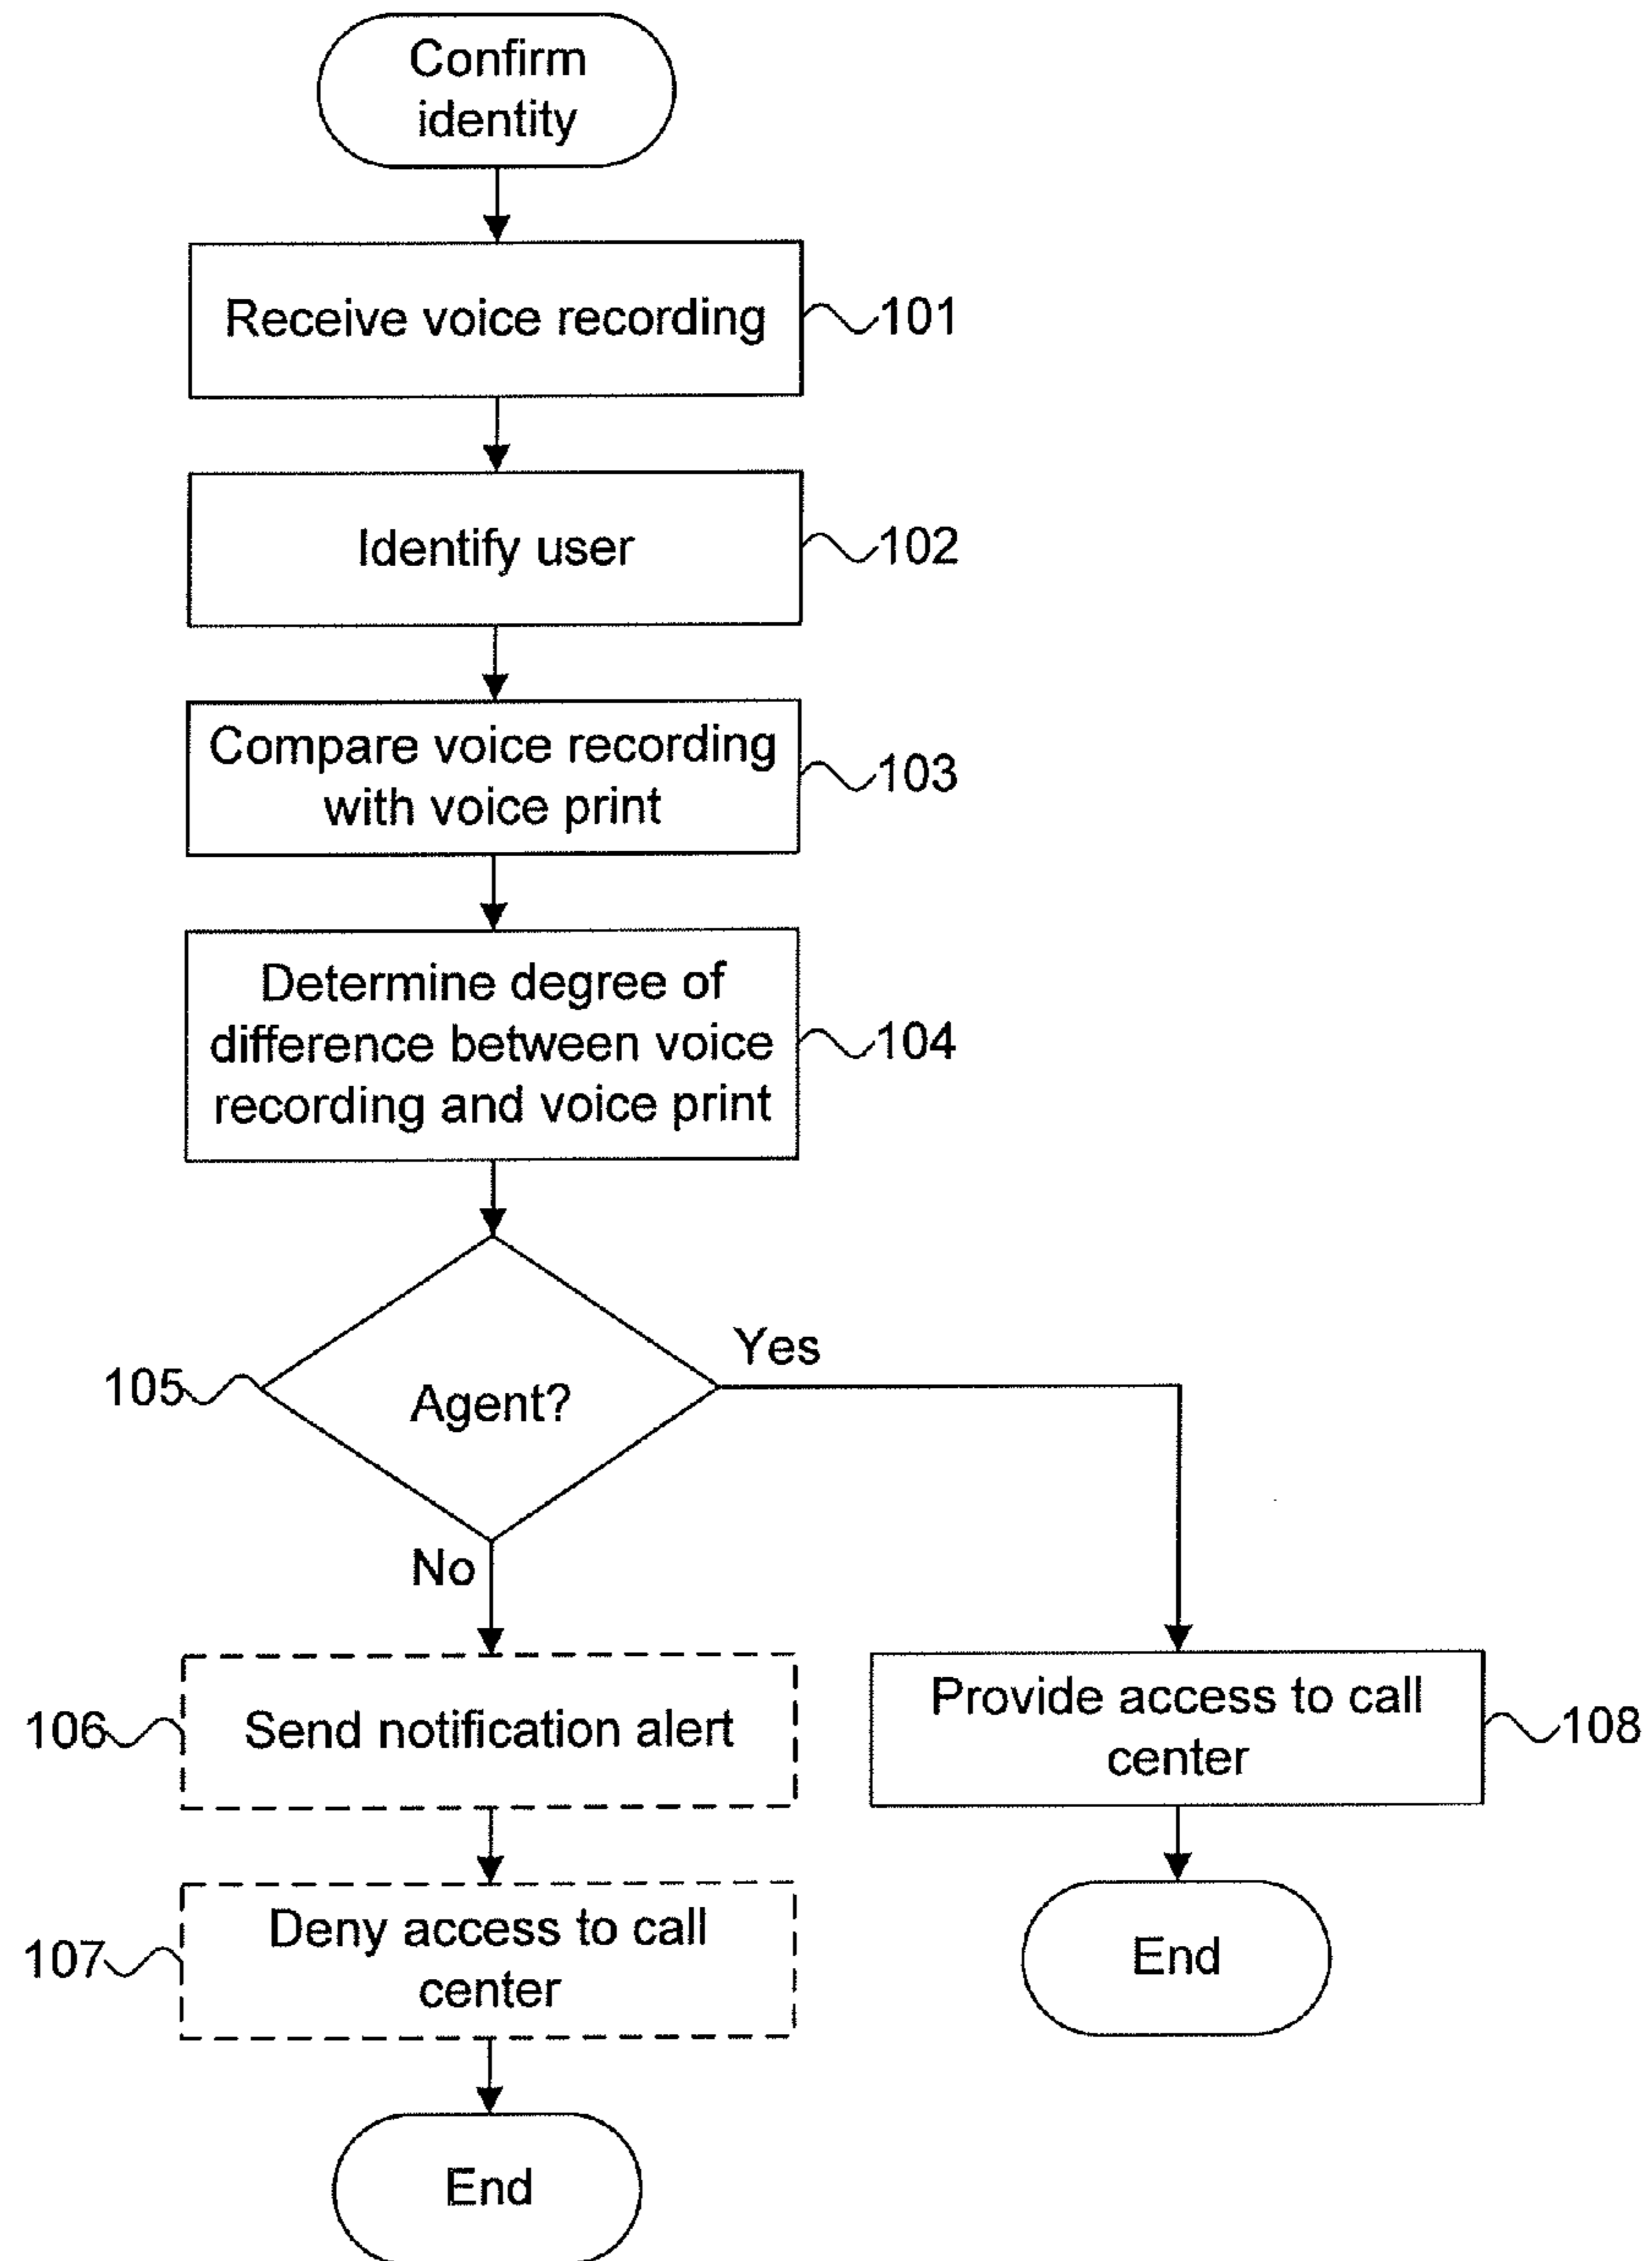 Confirm
identity
Receive voice recording
101
Identify user
102
Compare voice recording
with voice print
103
Determine degree of
difference between voice
recording and voice print
104
Yes
105
Agent?
No
106
Send notification alert
Provide access to call
center
108
107
Deny access to call
center
End
End